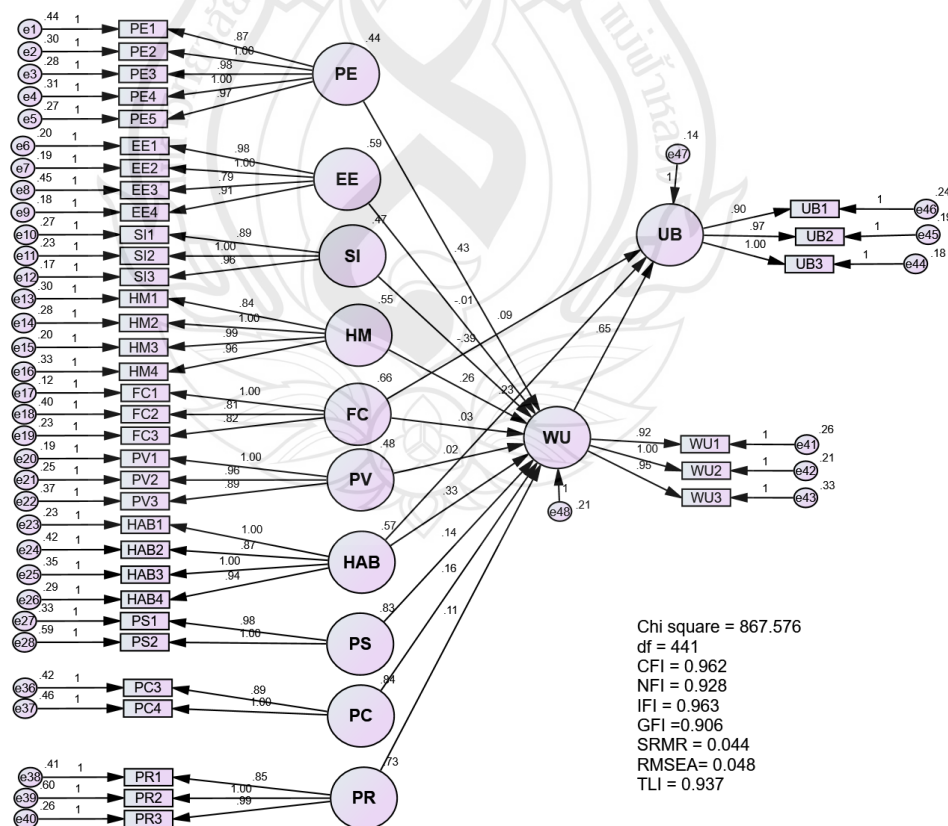 e1 .44 1 PE1 .87
e2 .30 1 PE2 1.00
e3 .28 1 PE3 .98
e4 .31 1 PE4 1.00
e5 .27 1 PE5 .97
PE .44
e6 .20 1 EE1 .98
e7 .19 1 EE2 1.00
e8 .45 1 EE3 .79
e9 .18 1 EE4 .91
EE .59
e10 .27 1 SI1 .89
e11 .23 1 SI2 1.00
e12 .17 1 SI3 .96
SI .47
e13 .30 1 HM1 .84
e14 .28 1 HM2 1.00
e15 .20 1 HM3 .99
e16 .33 1 HM4 .96
HM .55
e17 .12 1 FC1 1.00
e18 .40 1 FC2 .81
e19 .23 1 FC3 .82
FC .66
e20 .19 1 PV1 1.00
e21 .25 1 PV2 .96
e22 .37 1 PV3 .89
PV .48
e23 .23 1 HAB1 1.00
e24 .42 1 HAB2 .87
e25 .35 1 HAB3 1.00
e26 .29 1 HAB4 .94
HAB .57
e27 .33 1 PS1 .98
e28 .59 1 PS2 1.00
PS .83
e36 .42 1 PC3 .89
e37 .46 1 PC4 1.00
PC .84
e38 .41 1 PR1 .85
e39 .60 1 PR2 1.00
e40 .26 1 PR3 .99
PR .73
.43
-.01
-.39
.26
.09
.23
.03
.02
.33
.14
.16
.11
.65
WU
1
e48 .21
.92 WU1 1 e41 .26
1.00 WU2 1 e42 .21
.95 WU3 1 e43 .33
.14
e47
1
UB
.90 UB1 1 e46 .24
.97 UB2 1 e45 .19
1.00 UB3 1 e44 .18
Chi square = 867.576
df = 441
CFI = 0.962
NFI = 0.928
IFI = 0.963
GFI =0.906
SRMR = 0.044
RMSEA= 0.048
TLI = 0.937